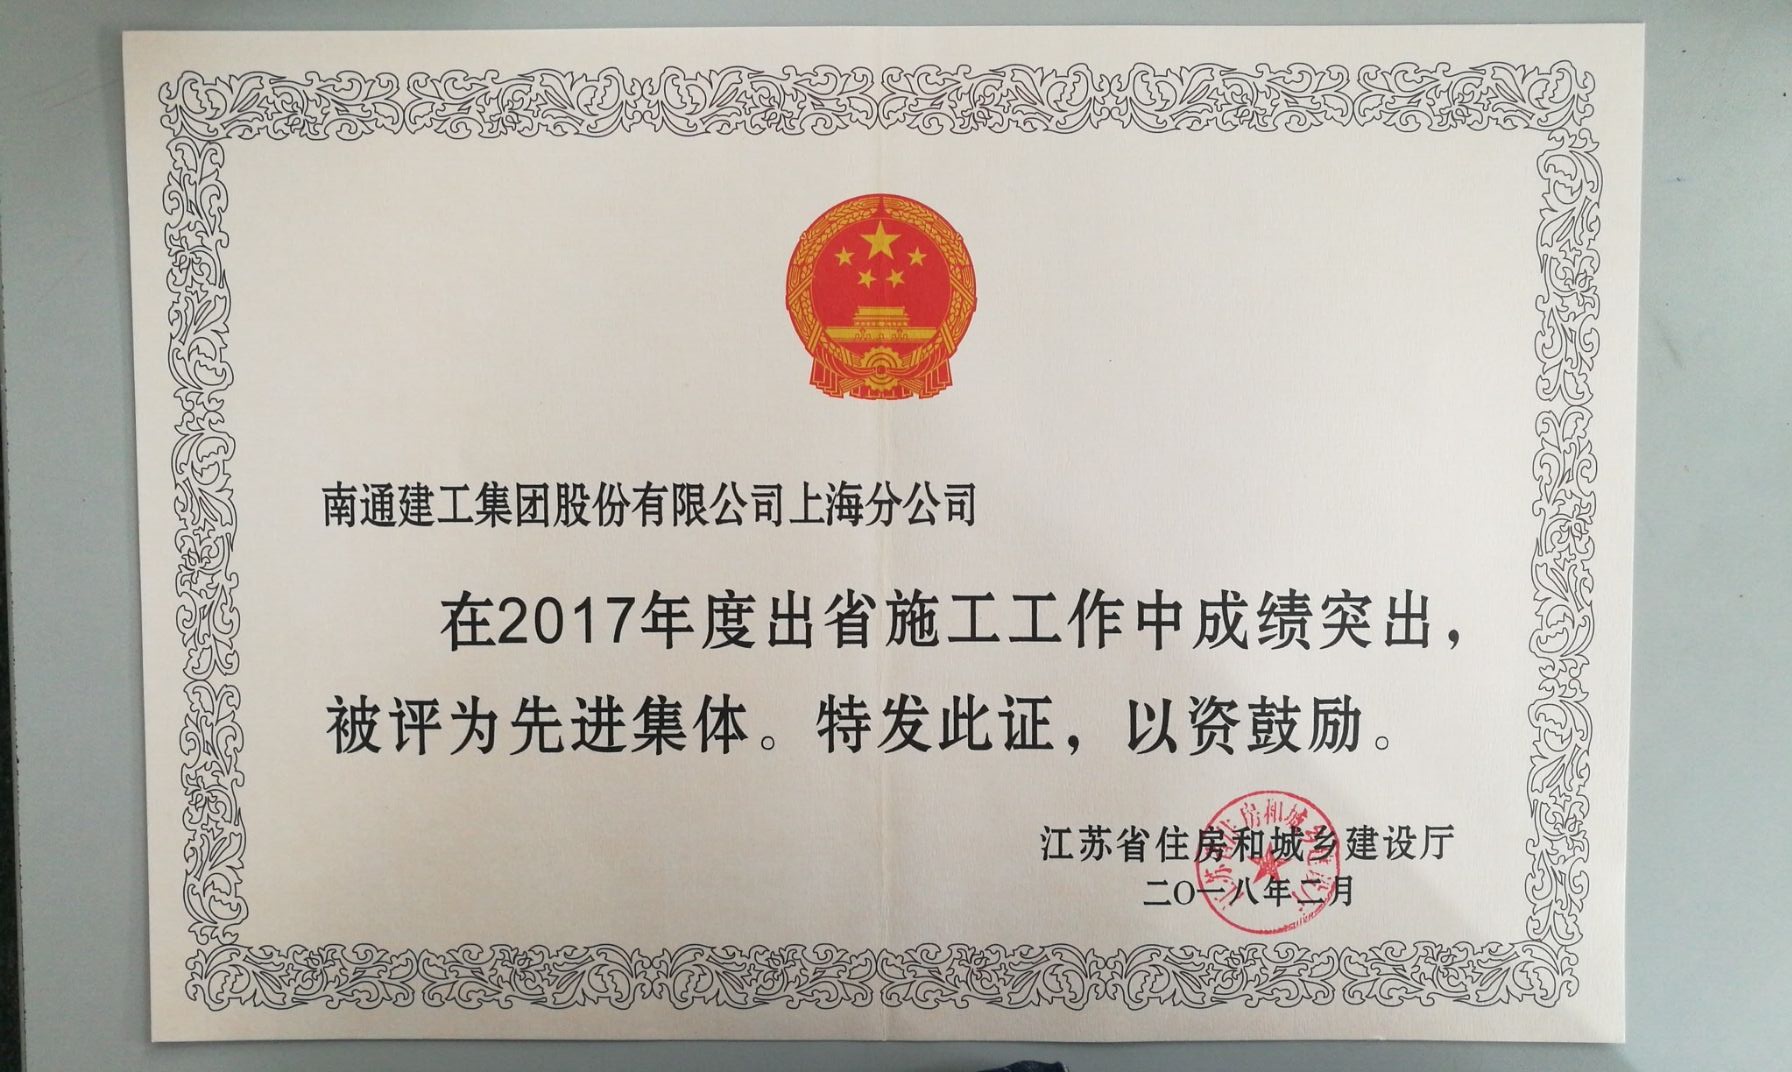 南通建工集团股份有限公司上海分公司
在2017年度出省施工工作中成绩突出，
被评为先进集体。特发此证，以资鼓励。
江苏省住房和城乡建设厅
二〇一八年二月